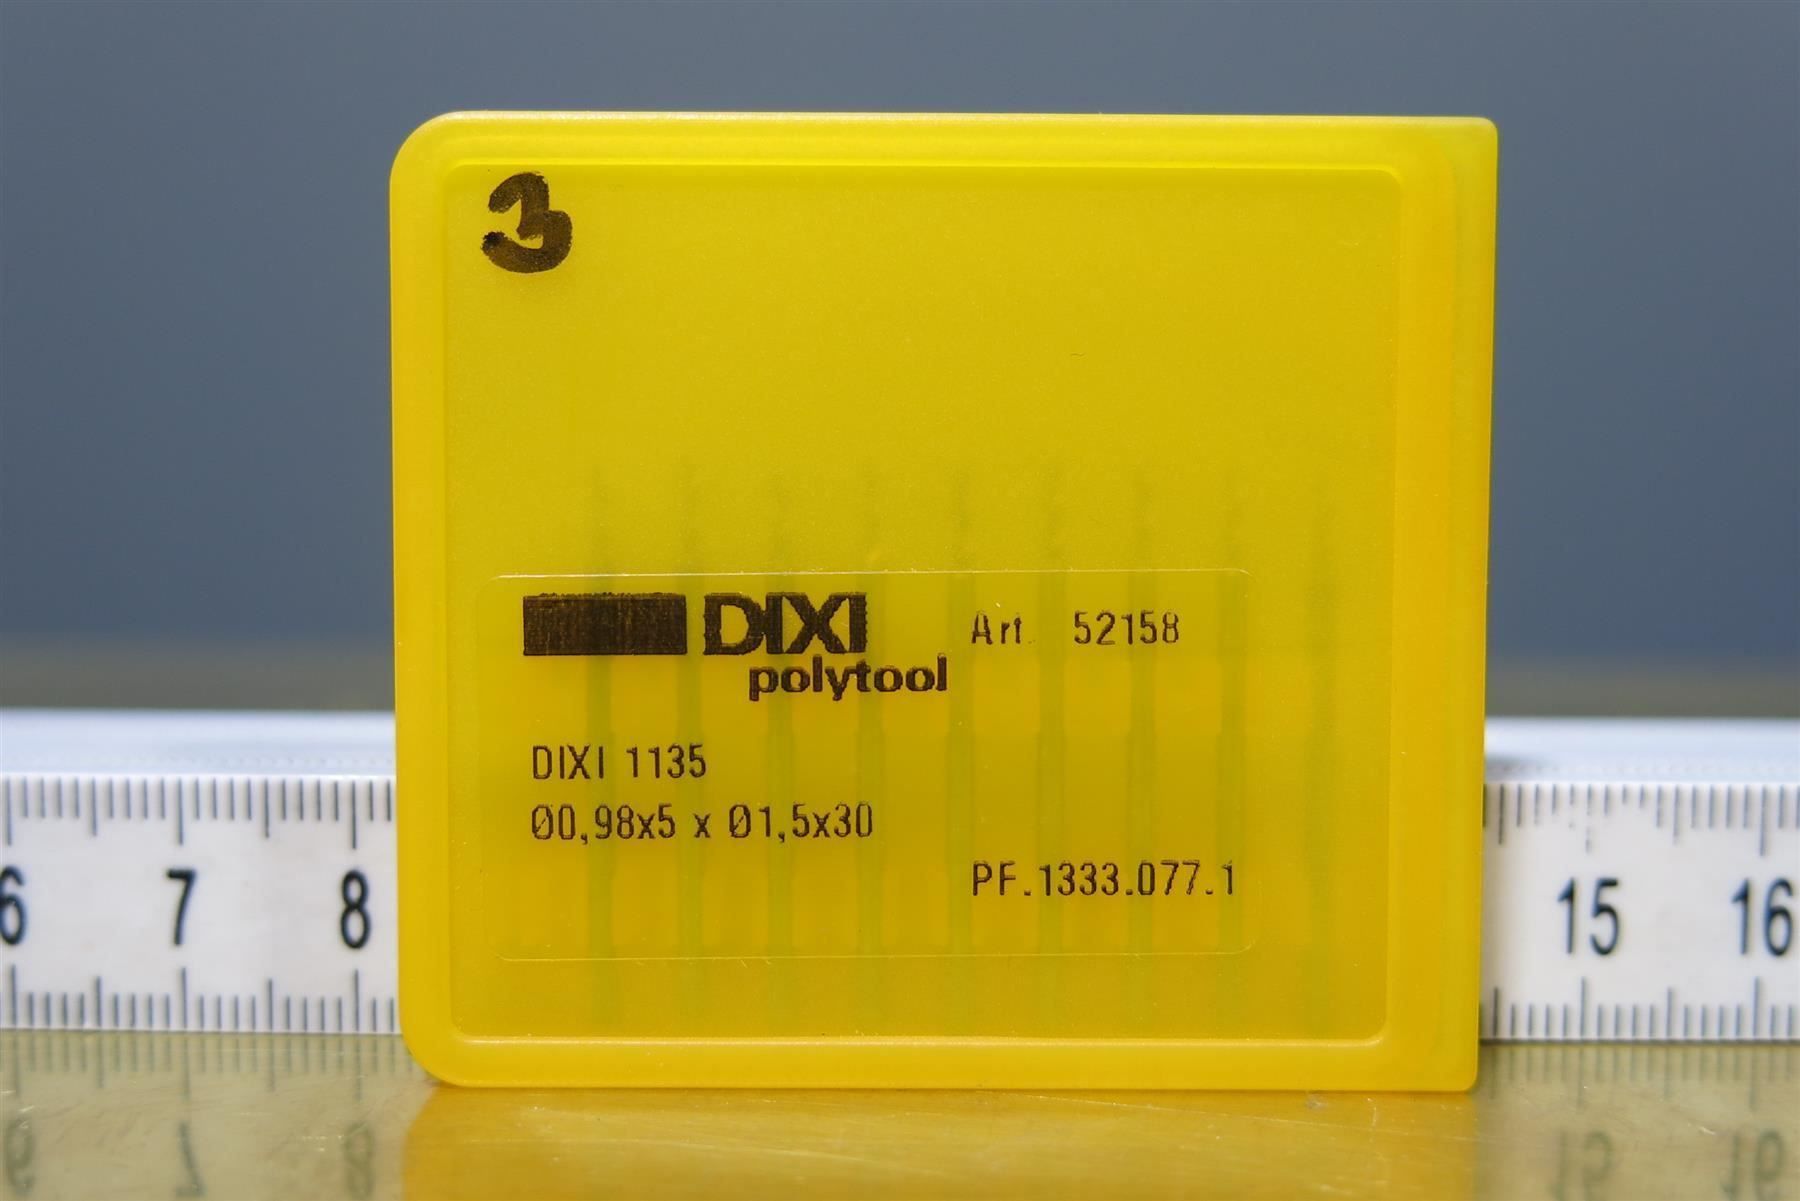 3
DIXI Art. 52158
polytool
DIXI 1135
Ø0,98x5 x Ø1,5x30
PF.1333.077.1
6 7 8 15 16